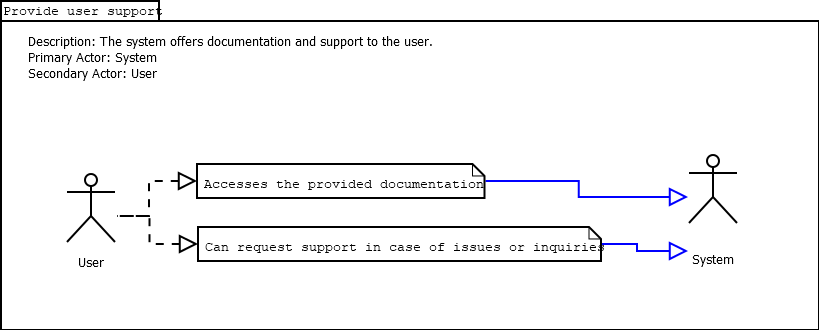 Provide user support
Description: The system offers documentation and support to the user.
Primary Actor: System
Secondary Actor: User
Accesses the provided documentation
Can request support in case of issues or inquiries
User
System